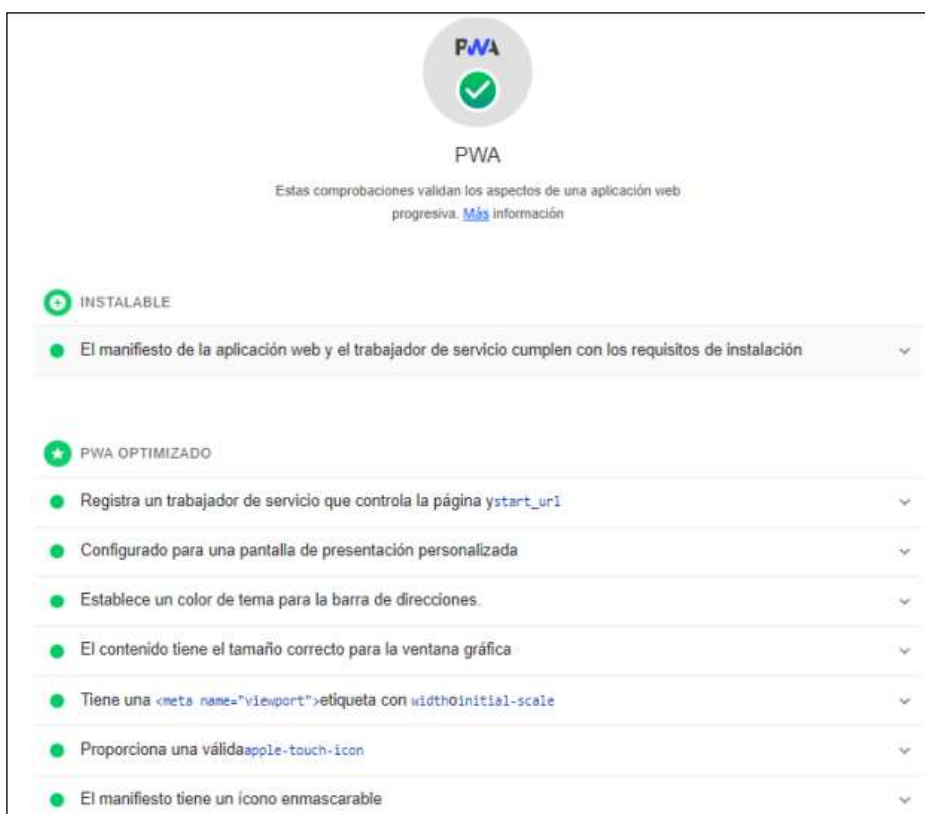 PWA
PWA
Estas comprobaciones validan los aspectos de una aplicación web
progresiva. Más información
INSTALABLE
El manifiesto de la aplicación web y el trabajador de servicio cumplen con los requisitos de instalación
PWA OPTIMIZADO
Registra un trabajador de servicio que controla la página ystart_url
Configurado para una pantalla de presentación personalizada
Establece un color de tema para la barra de direcciones.
El contenido tiene el tamaño correcto para la ventana gráfica
Tiene una <meta name="viewport">etiqueta con widthoinitial-scale
Proporciona una válidaapple-touch-icon
El manifiesto tiene un ícono enmascarable